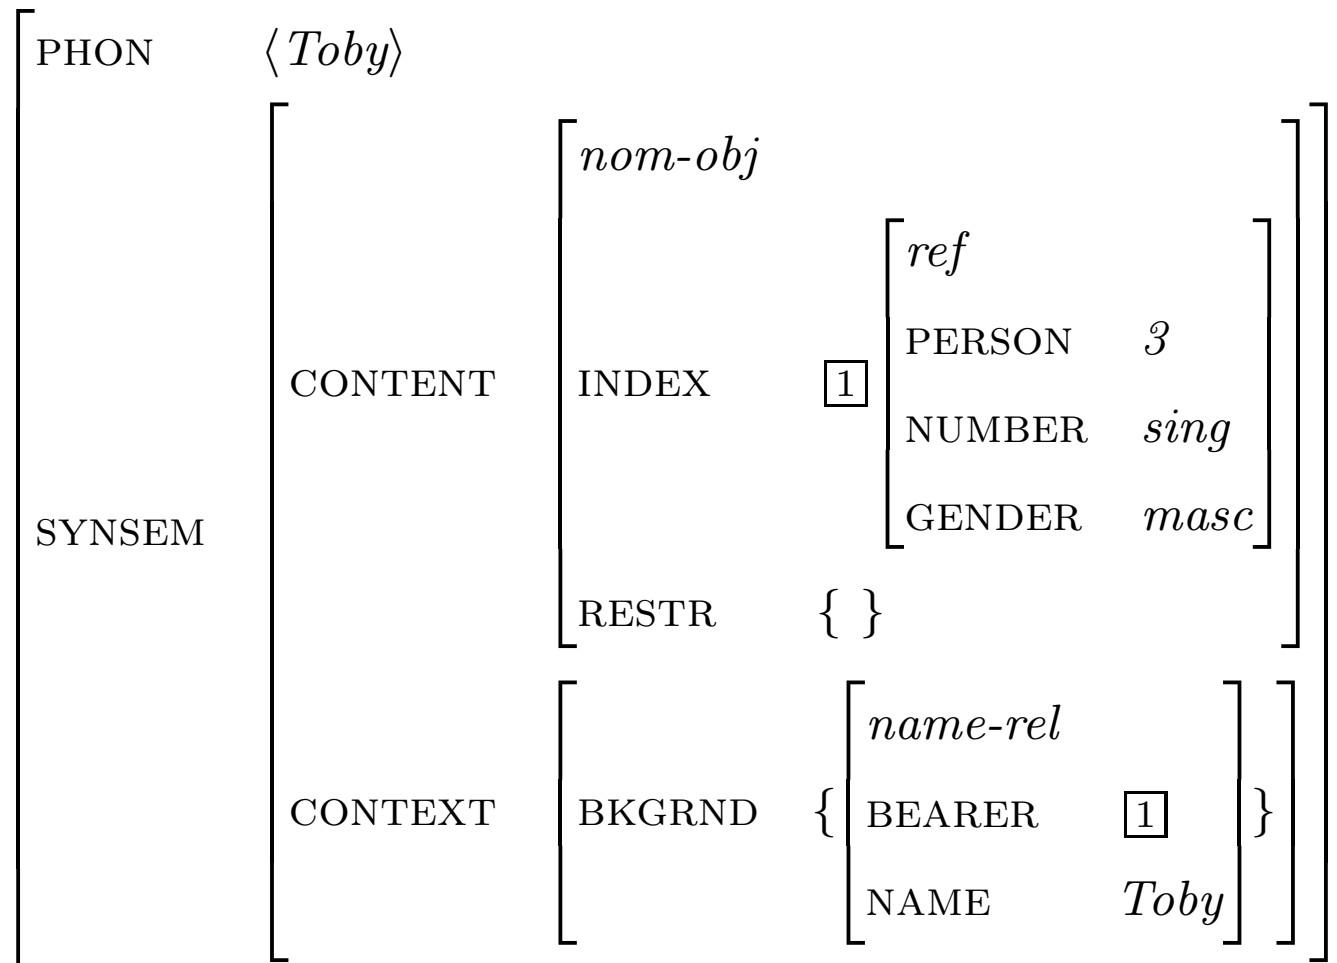 PHON ⟨Toby⟩
nom-obj
ref
PERSON 3
CONTENT INDEX 1
NUMBER sing
GENDER masc
SYNSEM
RESTR { }
name-rel
CONTEXT BKGRND { BEARER 1 }
NAME Toby